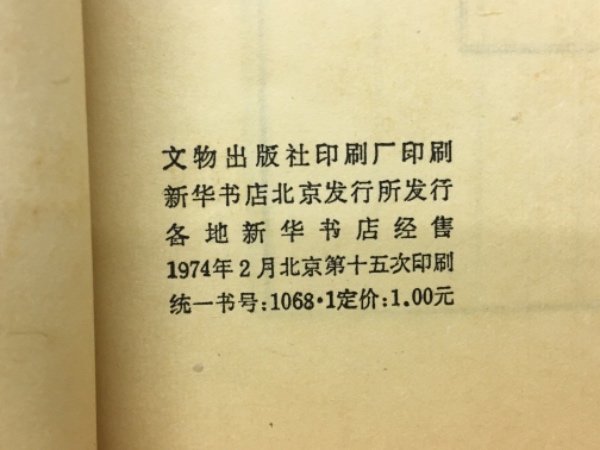 文物出版社印刷厂印刷
新华书店北京发行所发行
各地新华书店经售
1974年2月北京第十五次印刷
统一书号:1068·1定价:1.00元